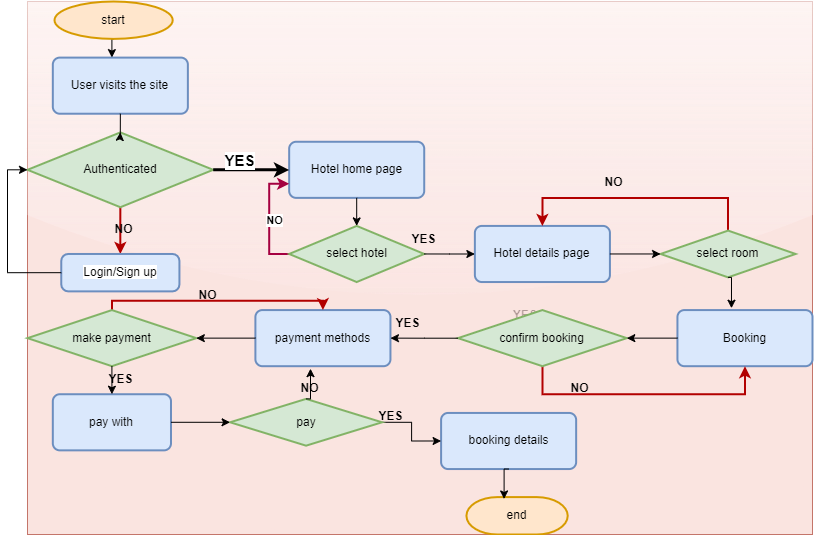 start
User visits the site
Authenticated
YES
Hotel home page
NO
NO
select hotel
YES
Hotel details page
NO
select room
Login/Sign up
NO
make payment
payment methods
YES
YES
confirm booking
Booking
NO
YES
pay with
NO
pay
YES
booking details
end